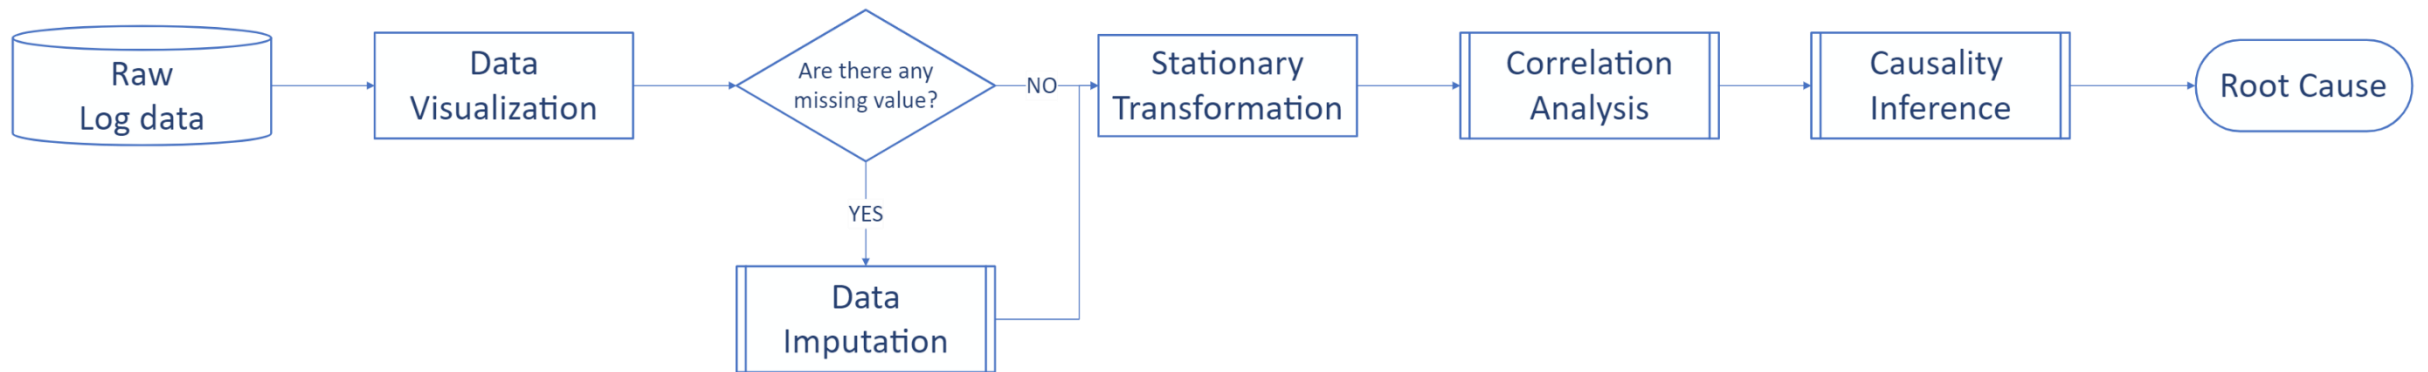 Raw
Log data
Data
Visualization
Are there any
missing value?
NO
YES
Data
Imputation
Stationary
Transformation
Correlation
Analysis
Causality
Inference
Root Cause